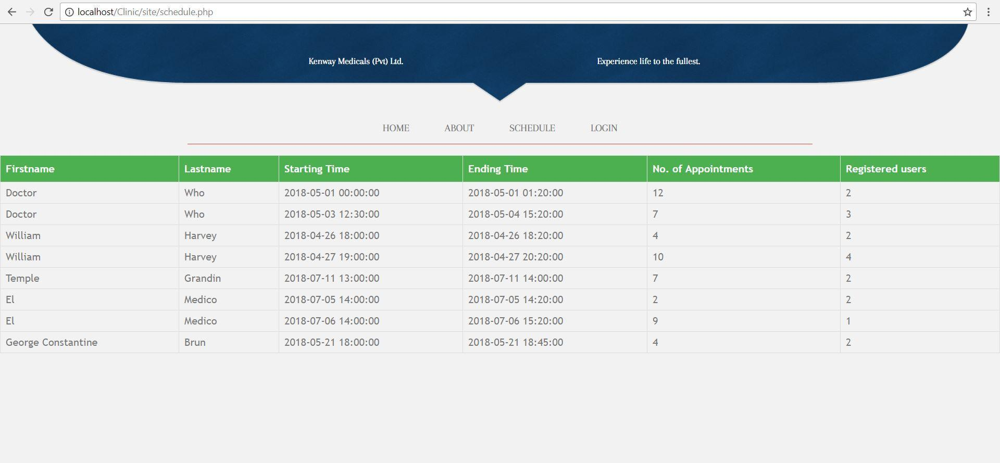 localhost/Clinic/site/schedule.php
Kenway Medicals (Pvt) Ltd. Experience life to the fullest.
HOME ABOUT SCHEDULE LOGIN
Firstname Lastname Starting Time Ending Time No. of Appointments Registered users
Doctor Who 2018-05-01 00:00:00 2018-05-01 01:20:00 12 2
Doctor Who 2018-05-03 12:30:00 2018-05-04 15:20:00 7 3
William Harvey 2018-04-26 18:00:00 2018-04-26 18:20:00 4 2
William Harvey 2018-04-27 19:00:00 2018-04-27 20:20:00 10 4
Temple Grandin 2018-07-11 13:00:00 2018-07-11 14:00:00 7 2
El Medico 2018-07-05 14:00:00 2018-07-05 14:20:00 2 2
El Medico 2018-07-06 14:00:00 2018-07-06 15:20:00 9 1
George Constantine Brun 2018-05-21 18:00:00 2018-05-21 18:45:00 4 2